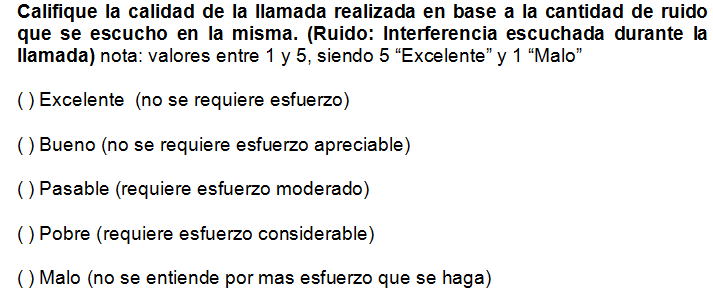 Califique la calidad de la llamada realizada en base a la cantidad de ruido
que se escucho en la misma. (Ruido: Interferencia escuchada durante la
llamada) nota: valores entre 1 y 5, siendo 5 “Excelente” y 1 “Malo”
( ) Excelente  (no se requiere esfuerzo)
( ) Bueno (no se requiere esfuerzo apreciable)
( ) Pasable (requiere esfuerzo moderado)
( ) Pobre (requiere esfuerzo considerable)
( ) Malo (no se entiende por mas esfuerzo que se haga)